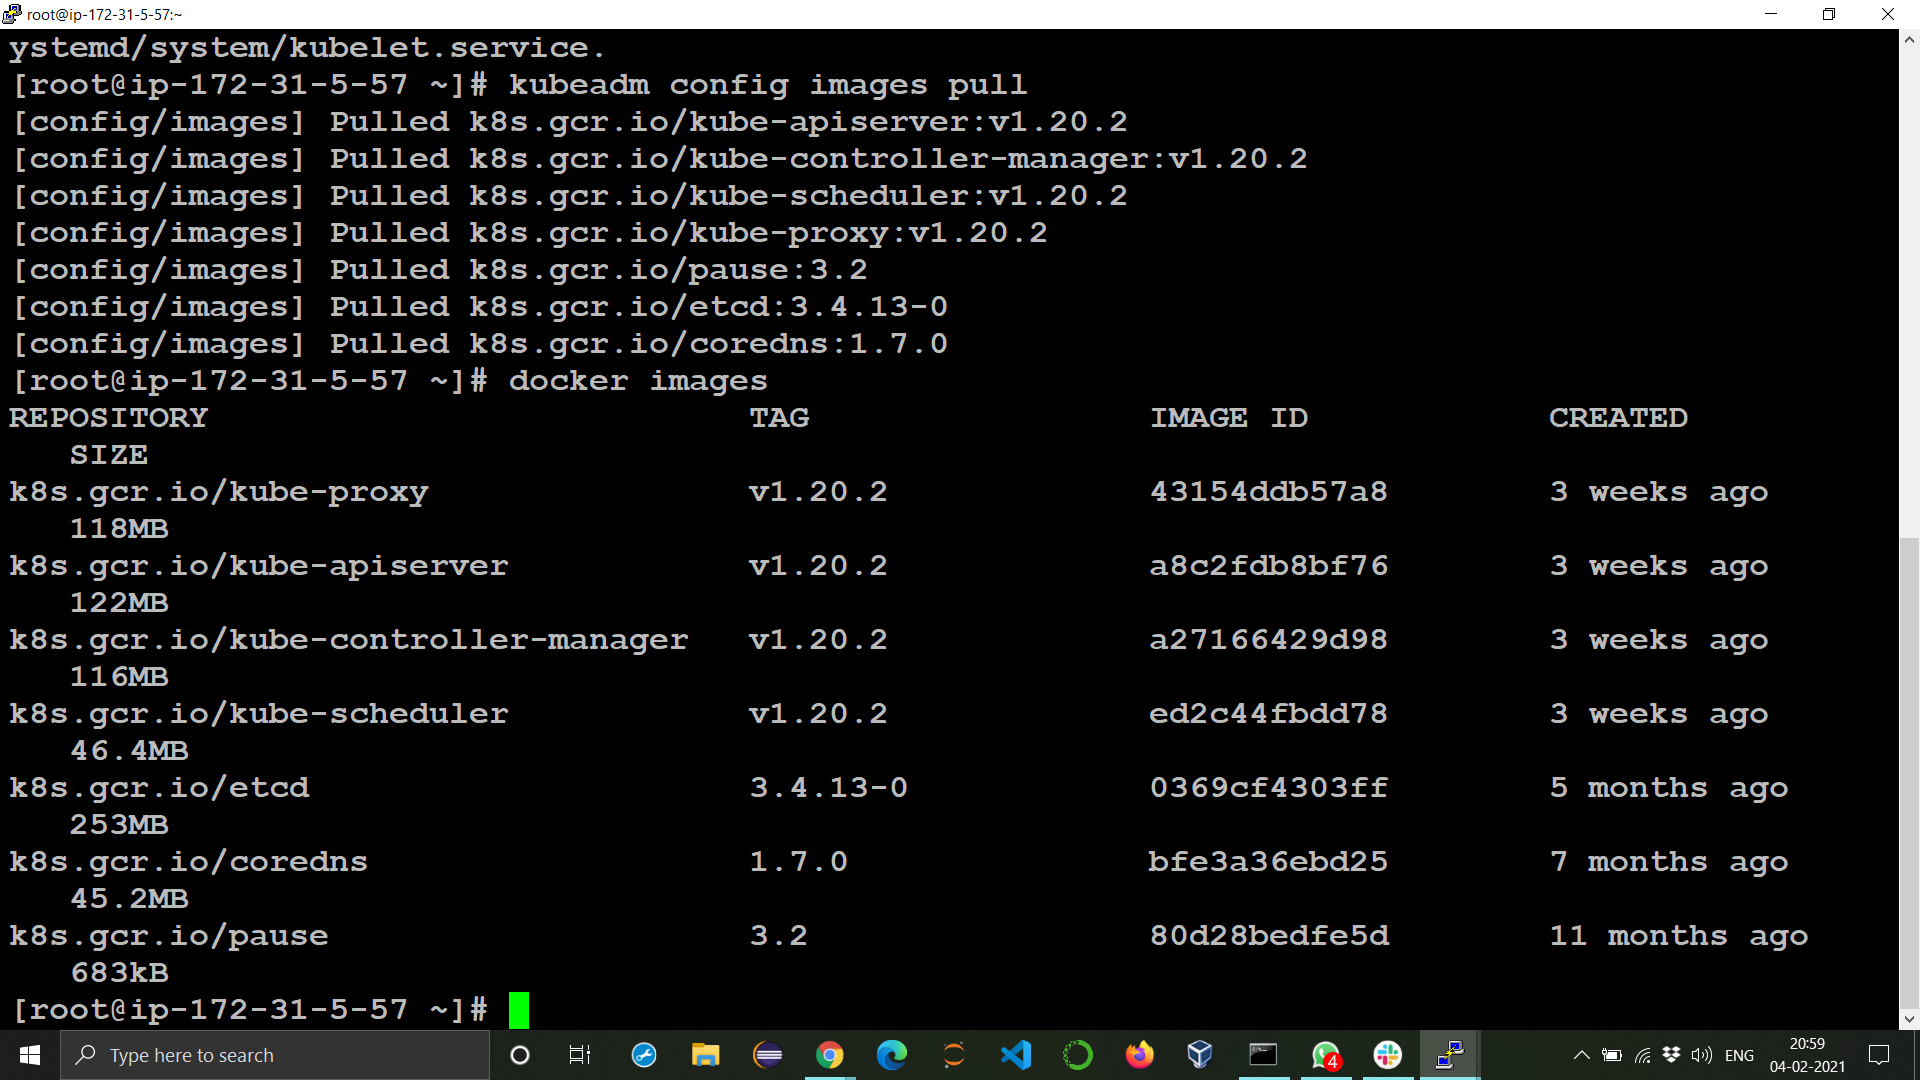 root@ip-172-31-5-57:~
ystemd/system/kubelet.service.
[root@ip-172-31-5-57 ~]# kubeadm config images pull
[config/images] Pulled k8s.gcr.io/kube-apiserver:v1.20.2
[config/images] Pulled k8s.gcr.io/kube-controller-manager:v1.20.2
[config/images] Pulled k8s.gcr.io/kube-scheduler:v1.20.2
[config/images] Pulled k8s.gcr.io/kube-proxy:v1.20.2
[config/images] Pulled k8s.gcr.io/pause:3.2
[config/images] Pulled k8s.gcr.io/etcd:3.4.13-0
[config/images] Pulled k8s.gcr.io/coredns:1.7.0
[root@ip-172-31-5-57 ~]# docker images
REPOSITORY TAG IMAGE ID CREATED
SIZE
k8s.gcr.io/kube-proxy v1.20.2 43154ddb57a8 3 weeks ago
118MB
k8s.gcr.io/kube-apiserver v1.20.2 a8c2fdb8bf76 3 weeks ago
122MB
k8s.gcr.io/kube-controller-manager v1.20.2 a27166429d98 3 weeks ago
116MB
k8s.gcr.io/kube-scheduler v1.20.2 ed2c44fbdd78 3 weeks ago
46.4MB
k8s.gcr.io/etcd 3.4.13-0 0369cf4303ff 5 months ago
253MB
k8s.gcr.io/coredns 1.7.0 bfe3a36ebd25 7 months ago
45.2MB
k8s.gcr.io/pause 3.2 80d28bedfe5d 11 months ago
683kB
[root@ip-172-31-5-57 ~]#
Type here to search
4
ENG
20:59
04-02-2021